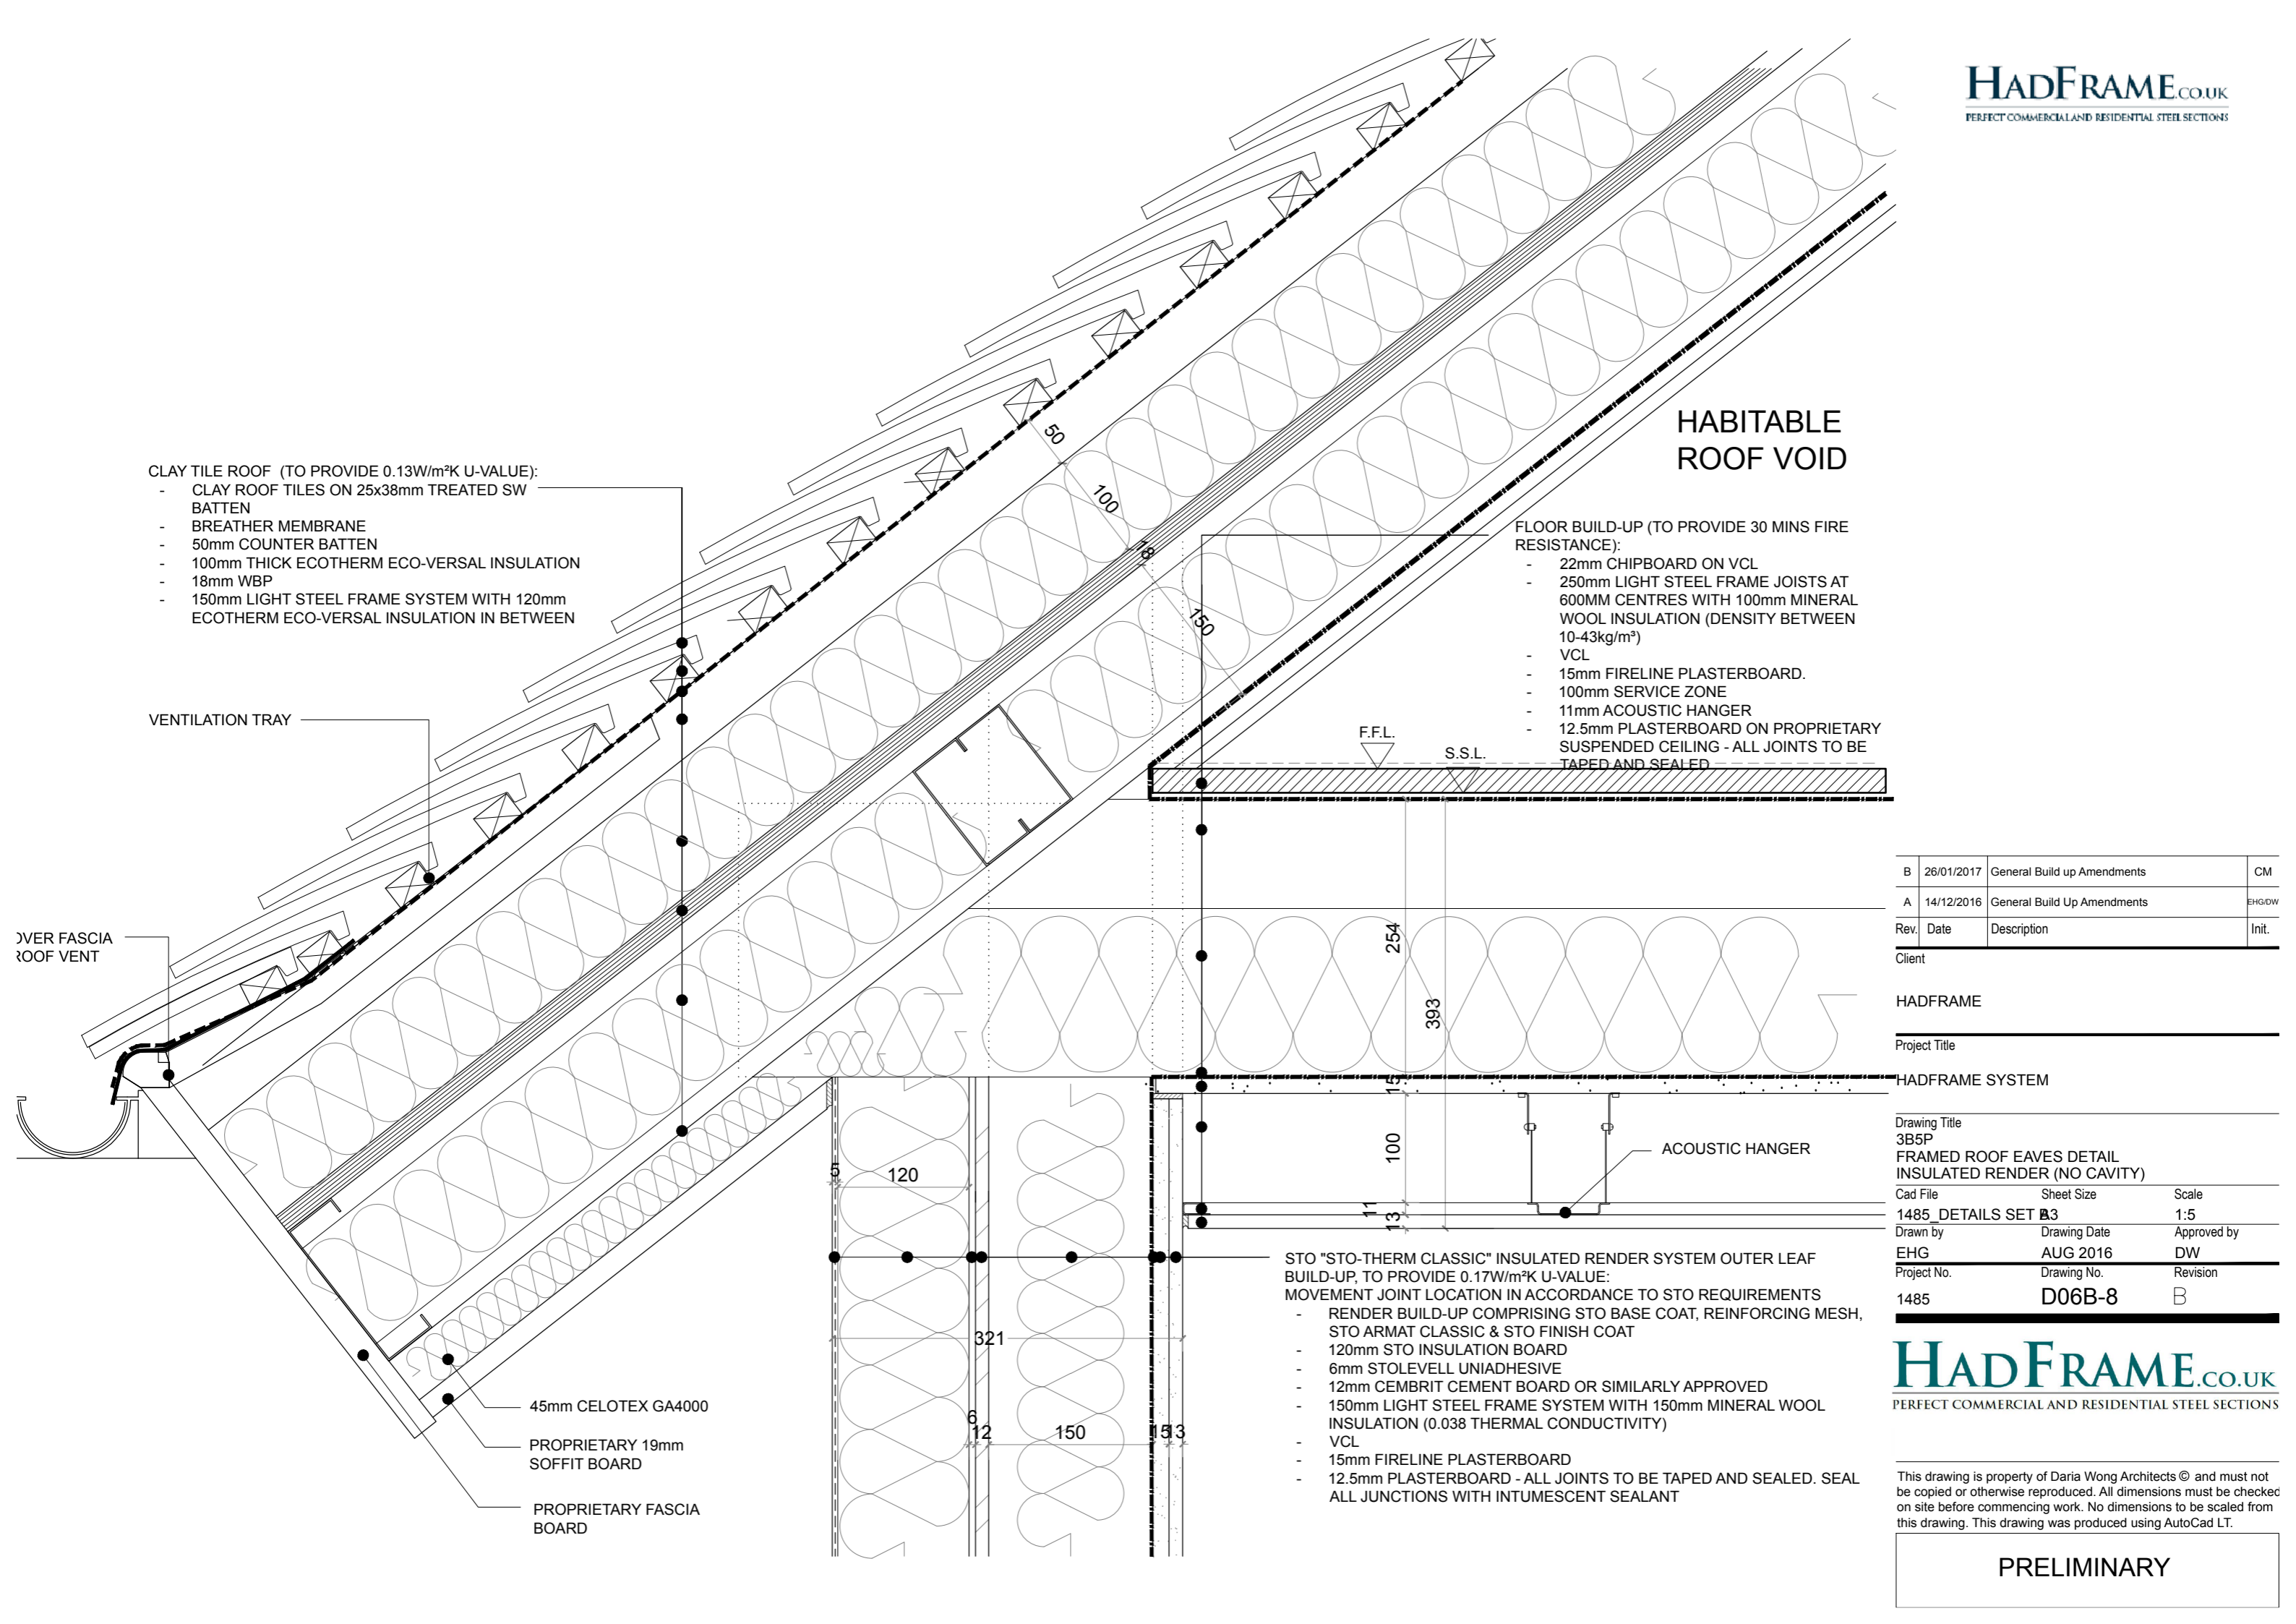 HADFRAME.CO.UK
PERFECT COMMERCIAL AND RESIDENTIAL STEEL SECTIONS
HABITABLE
ROOF VOID
CLAY TILE ROOF (TO PROVIDE 0.13W/m²K U-VALUE):
- CLAY ROOF TILES ON 25x38mm TREATED SW
BATTEN
- BREATHER MEMBRANE
- 50mm COUNTER BATTEN
- 100mm THICK ECOTHERM ECO-VERSAL INSULATION
- 18mm WBP
- 150mm LIGHT STEEL FRAME SYSTEM WITH 120mm
ECOTHERM ECO-VERSAL INSULATION IN BETWEEN
50
100
18
150
FLOOR BUILD-UP (TO PROVIDE 30 MINS FIRE
RESISTANCE):
- 22mm CHIPBOARD ON VCL
- 250mm LIGHT STEEL FRAME JOISTS AT
600MM CENTRES WITH 100mm MINERAL
WOOL INSULATION (DENSITY BETWEEN
10-43kg/m³)
- VCL
- 15mm FIRELINE PLASTERBOARD.
- 100mm SERVICE ZONE
- 11mm ACOUSTIC HANGER
- 12.5mm PLASTERBOARD ON PROPRIETARY
SUSPENDED CEILING - ALL JOINTS TO BE
TAPED AND SEALED
VENTILATION TRAY
F.F.L.
S.S.L.
OVER FASCIA
ROOF VENT
254
393
15
100
11
13
ACOUSTIC HANGER
5
120
321
6
12
150
15
13
STO "STO-THERM CLASSIC" INSULATED RENDER SYSTEM OUTER LEAF
BUILD-UP, TO PROVIDE 0.17W/m²K U-VALUE:
MOVEMENT JOINT LOCATION IN ACCORDANCE TO STO REQUIREMENTS
- RENDER BUILD-UP COMPRISING STO BASE COAT, REINFORCING MESH,
STO ARMAT CLASSIC & STO FINISH COAT
- 120mm STO INSULATION BOARD
- 6mm STOLEVELL UNIADHESIVE
- 12mm CEMBRIT CEMENT BOARD OR SIMILARLY APPROVED
- 150mm LIGHT STEEL FRAME SYSTEM WITH 150mm MINERAL WOOL
INSULATION (0.038 THERMAL CONDUCTIVITY)
- VCL
- 15mm FIRELINE PLASTERBOARD
- 12.5mm PLASTERBOARD - ALL JOINTS TO BE TAPED AND SEALED. SEAL
ALL JUNCTIONS WITH INTUMESCENT SEALANT
45mm CELOTEX GA4000
PROPRIETARY 19mm
SOFFIT BOARD
PROPRIETARY FASCIA
BOARD
B 26/01/2017 General Build up Amendments CM
A 14/12/2016 General Build Up Amendments EHG/DW
Rev. Date Description Init.
Client
HADFRAME
Project Title
HADFRAME SYSTEM
Drawing Title
3B5P
FRAMED ROOF EAVES DETAIL
INSULATED RENDER (NO CAVITY)
Cad File Sheet Size Scale
1485_DETAILS SET A3 1:5
Drawn by Drawing Date Approved by
EHG AUG 2016 DW
Project No. Drawing No. Revision
1485 D06B-8 B
HADFRAME.CO.UK
PERFECT COMMERCIAL AND RESIDENTIAL STEEL SECTIONS
This drawing is property of Daria Wong Architects © and must not
be copied or otherwise reproduced. All dimensions must be checked
on site before commencing work. No dimensions to be scaled from
this drawing. This drawing was produced using AutoCad LT.
PRELIMINARY